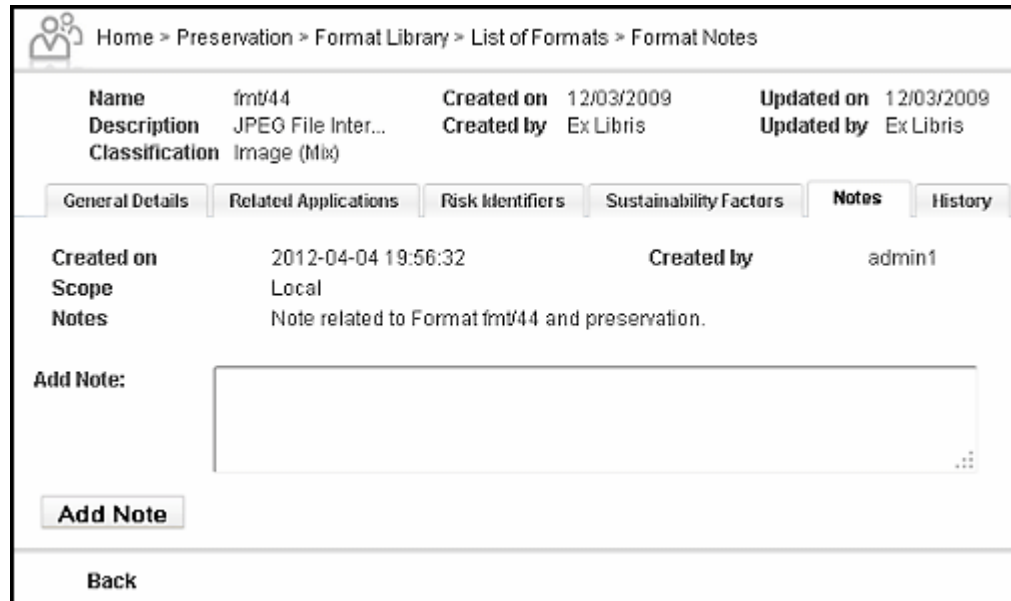 Home > Preservation > Format Library > List of Formats > Format Notes
Name fmt/44 Created on 12/03/2009 Updated on 12/03/2009
Description JPEG File Inter... Created by Ex Libris Updated by Ex Libris
Classification Image (Mix)
General Details Related Applications Risk Identifiers Sustainability Factors Notes History
Created on 2012-04-04 19:56:32 Created by admin1
Scope Local
Notes Note related to Format fmt/44 and preservation.
Add Note:
Add Note
Back